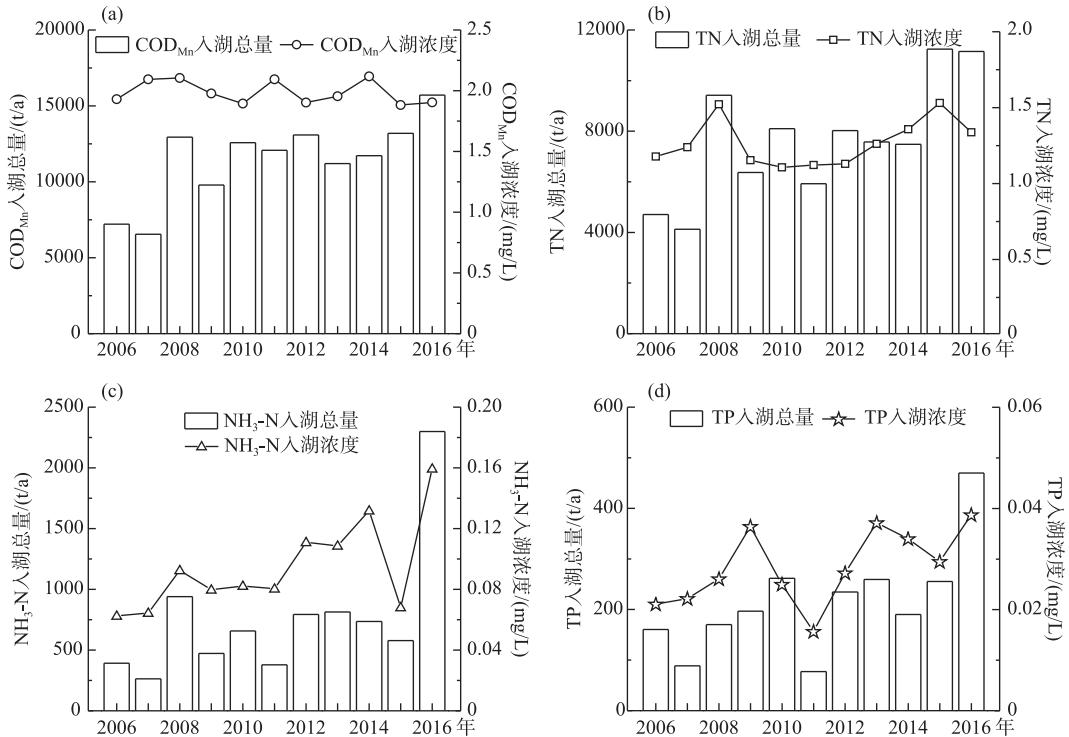 (a)
COD_Mn入湖总量 COD_Mn入湖浓度
COD_Mn入湖总量/(t/a)
20000
15000
10000
5000
0
2.5
2.0
1.5
1.0
0.5
0
COD_Mn入湖浓度/(mg/L)
2006 2008 2010 2012 2014 2016年
(b)
TN入湖总量 TN入湖浓度
TN入湖总量/(t/a)
12000
8000
4000
0
2.0
1.5
1.0
0.5
0
TN入湖浓度/(mg/L)
2006 2008 2010 2012 2014 2016年
(c)
NH₃-N入湖总量
NH₃-N入湖浓度
NH₃-N入湖总量/(t/a)
2500
2000
1500
1000
500
0
0.20
0.16
0.12
0.08
0.04
0
NH₃-N入湖浓度/(mg/L)
2006 2008 2010 2012 2014 2016年
(d)
TP入湖总量 TP入湖浓度
TP入湖总量/(t/a)
600
400
200
0
0.06
0.04
0.02
0
TP入湖浓度/(mg/L)
2006 2008 2010 2012 2014 2016年